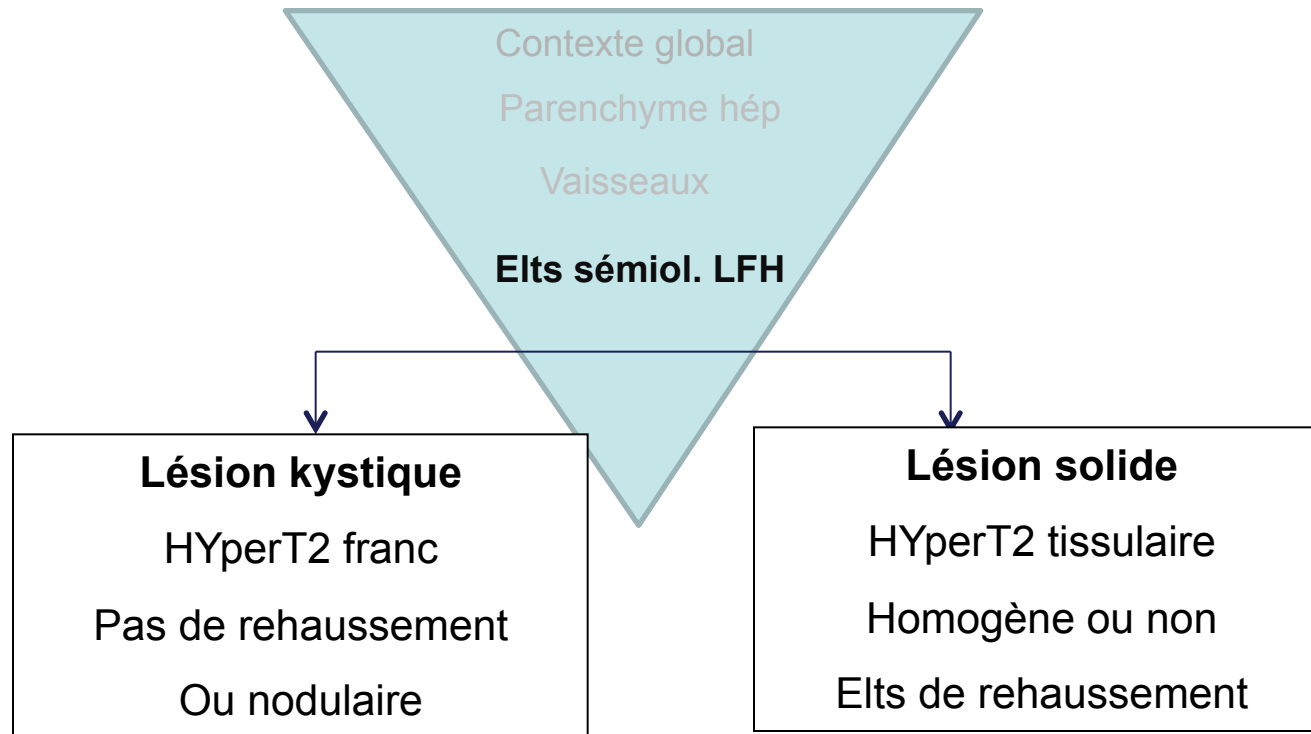 Contexte global
Parenchyme hép
Vaisseaux
Elts sémiol. LFH
Lésion kystique
HYperT2 franc
Pas de rehaussement
Ou nodulaire
Lésion solide
HYperT2 tissulaire
Homogène ou non
Elts de rehaussement